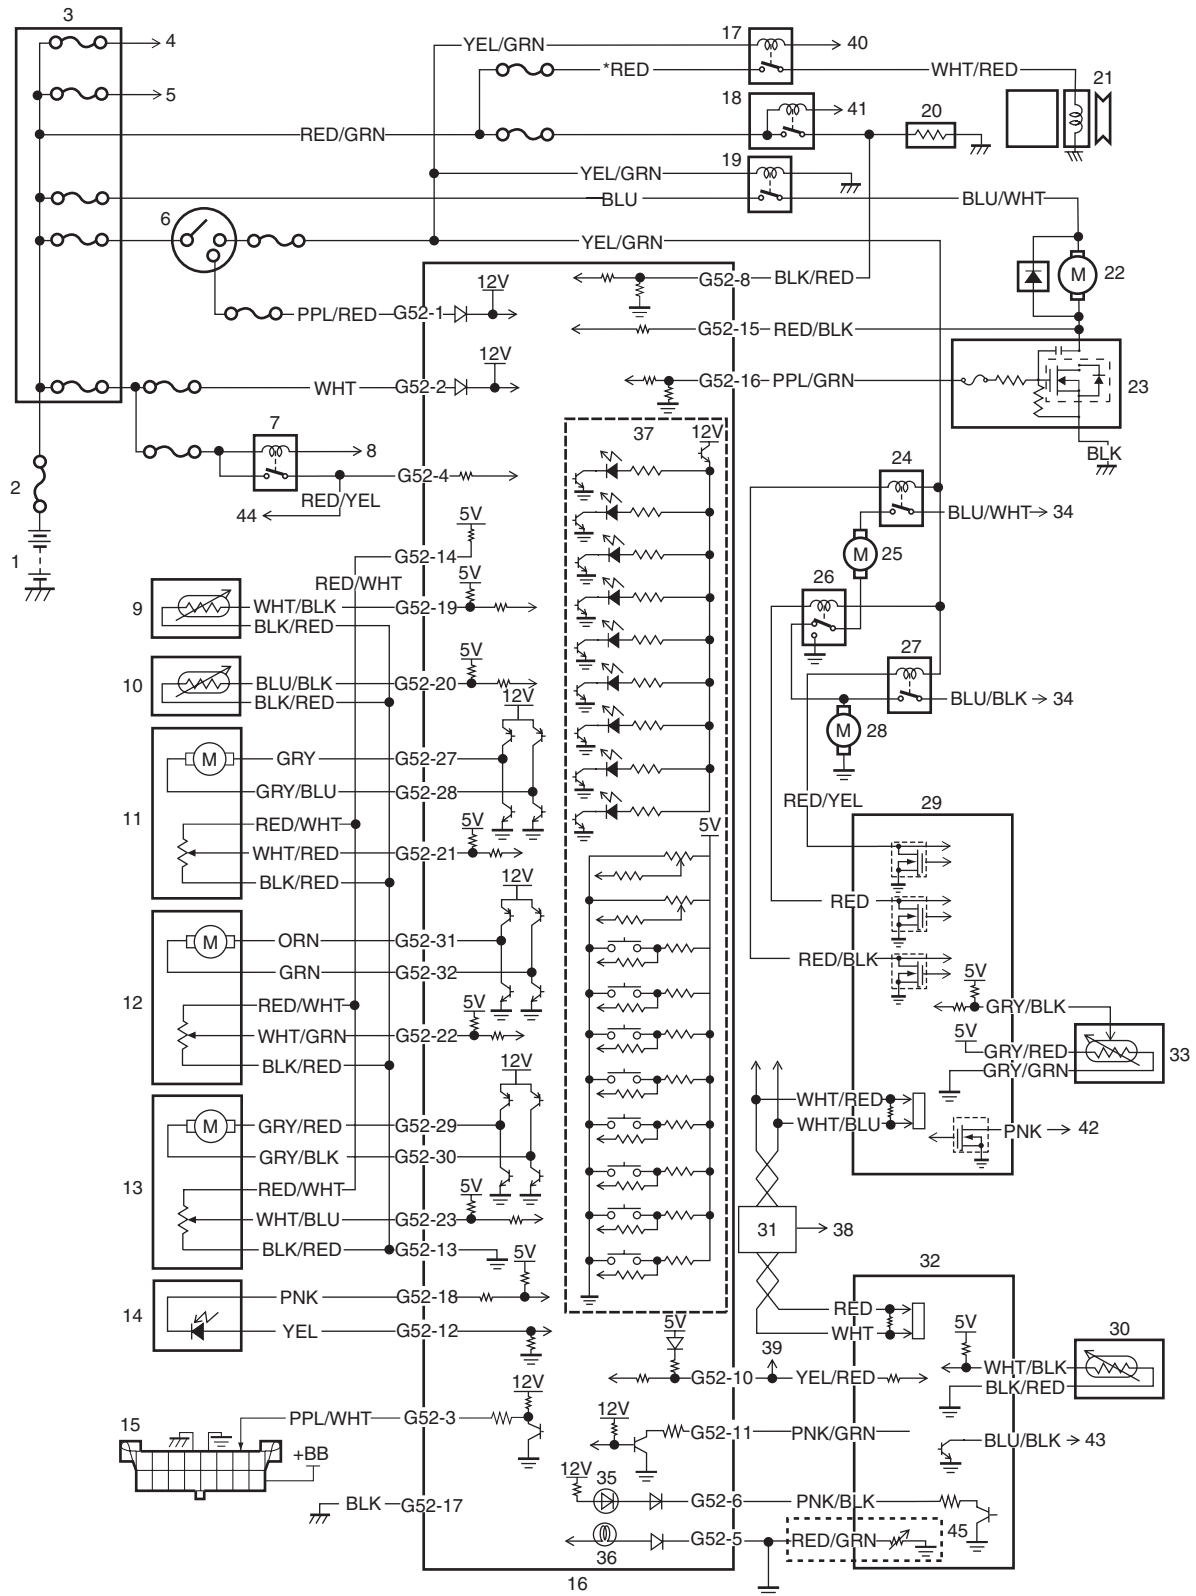 3
4
5
YEL/GRN
17
40
*RED
WHT/RED
21
18
41
20
RED/GRN
19
YEL/GRN
BLU
BLU/WHT
6
YEL/GRN
12V
G52-8
BLK/RED
M
22
PPL/RED
G52-1
G52-15
RED/BLK
12V
WHT
G52-2
G52-16
PPL/GRN
23
7
8
37
12V
BLK
2
G52-4
RED/YEL
44
24
BLU/WHT
34
5V
1
G52-14
M
25
RED/WHT
5V
26
9
WHT/BLK
G52-19
BLK/RED
27
5V
10
BLU/BLK
G52-20
BLK/RED
BLU/BLK
34
12V
M
28
M
GRY
G52-27
GRY/BLU
G52-28
RED/YEL
29
11
5V
RED/WHT
5V
WHT/RED
G52-21
BLK/RED
12V
RED
M
ORN
G52-31
GRN
G52-32
RED/BLK
5V
12
RED/WHT
5V
GRY/BLK
WHT/GRN
G52-22
5V
GRY/RED
33
BLK/RED
12V
GRY/GRN
WHT/RED
M
GRY/RED
G52-29
WHT/BLU
PNK
42
GRY/BLK
G52-30
13
RED/WHT
5V
WHT/BLU
G52-23
31
38
BLK/RED
G52-13
5V
32
14
PNK
G52-18
RED
YEL
G52-12
5V
WHT
5V
30
39
WHT/BLK
G52-10
YEL/RED
BLK/RED
12V
15
PPL/WHT
G52-3
12V
G52-11
PNK/GRN
BLU/BLK
43
+BB
12V
35
G52-6
PNK/BLK
BLK
G52-17
45
G52-5
RED/GRN
36
16